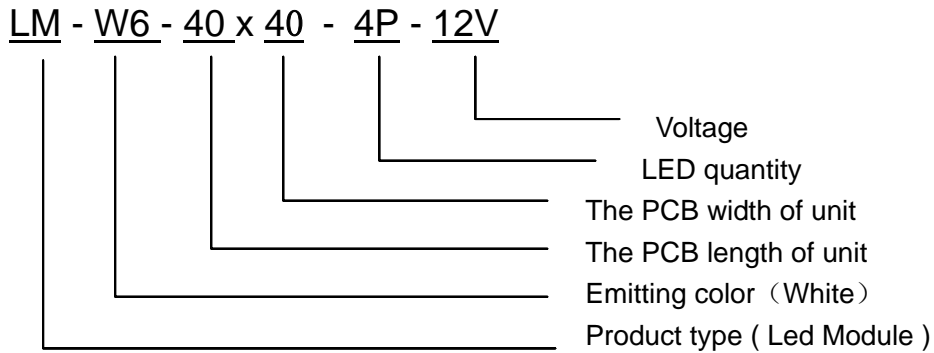 LM - W6 - 40 x 40 - 4P - 12V
Voltage
LED quantity
The PCB width of unit
The PCB length of unit
Emitting color（White）
Product type ( Led Module )